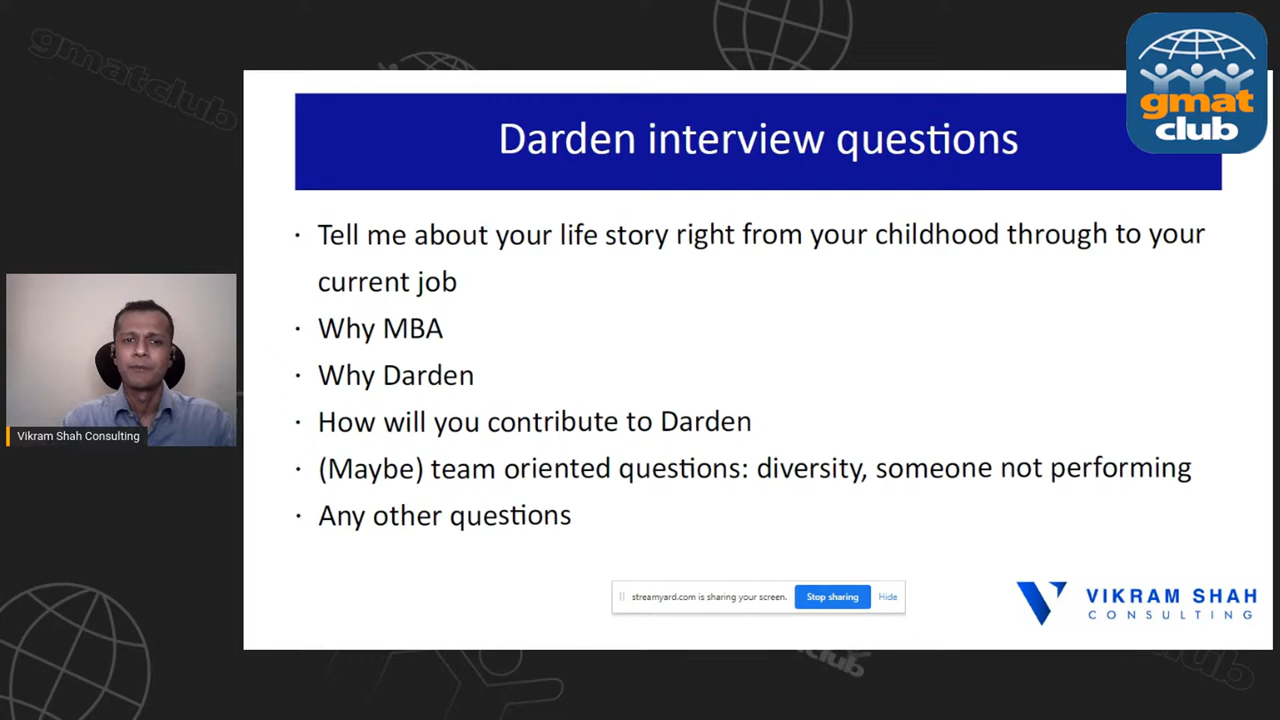 gmatclub
gmat
club
Darden interview questions
· Tell me about your life story right from your childhood through to your
current job
· Why MBA
· Why Darden
· How will you contribute to Darden
· (Maybe) team oriented questions: diversity, someone not performing
· Any other questions
Vikram Shah Consulting
streamyard.com is sharing your screen.
Stop sharing
Hide
VIKRAM SHAH
CONSULTING
club